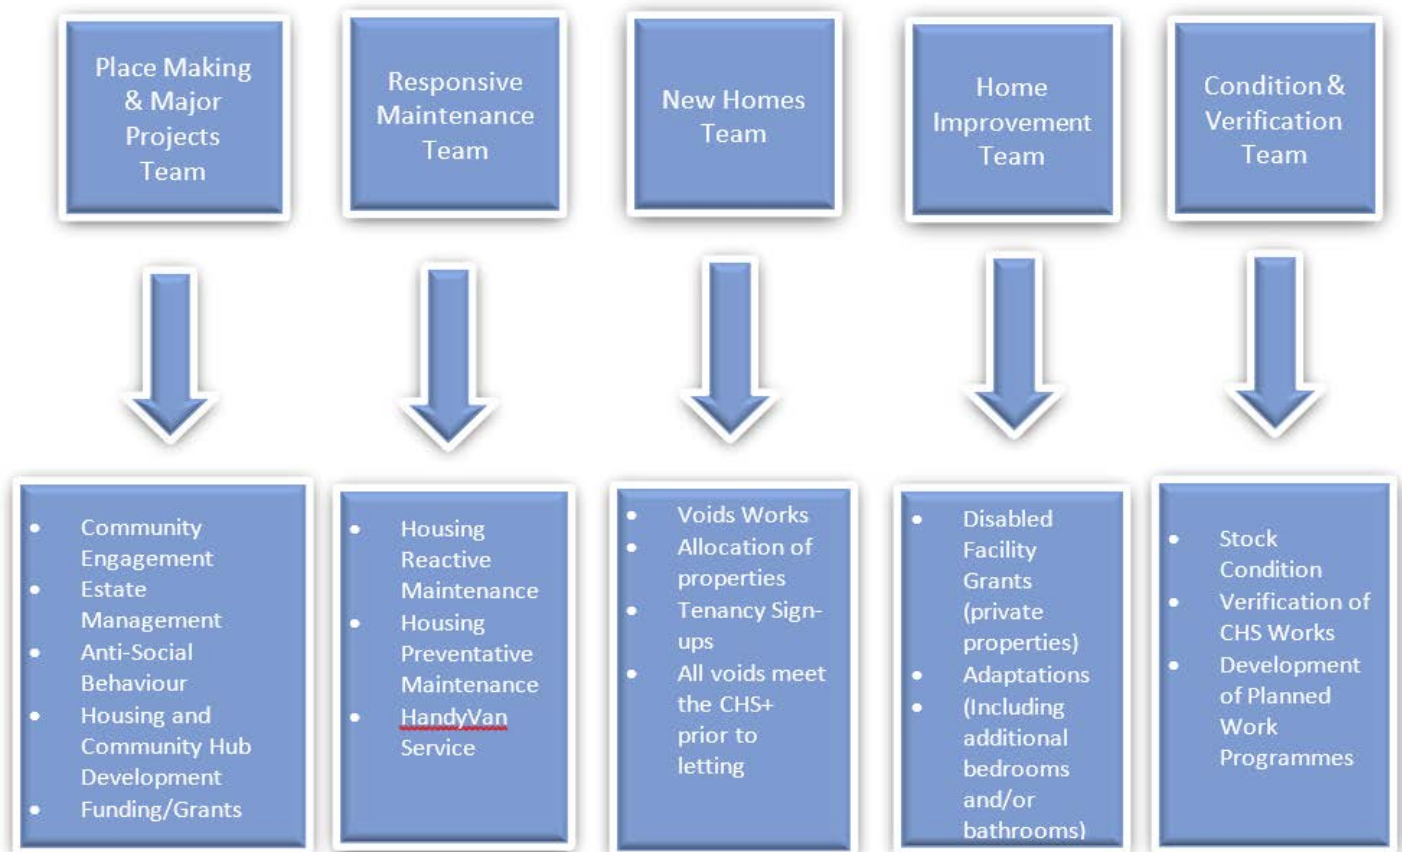 Place Making
& Major
Projects
Team
Responsive
Maintenance
Team
New Homes
Team
Home
Improvement
Team
Condition &
Verification
Team
• Community
Engagement
• Estate
Management
• Anti-Social
Behaviour
• Housing and
Community Hub
Development
• Funding/Grants
• Housing
Reactive
Maintenance
• Housing
Preventative
Maintenance
• HandyVan
Service
• Voids Works
• Allocation of
properties
• Tenancy Sign-
ups
• All voids meet
the CHS+
prior to
letting
• Disabled
Facility
Grants
(private
properties)
• Adaptations
• (Including
additional
bedrooms
and/or
bathrooms)
• Stock
Condition
• Verification of
CHS Works
• Development
of Planned
Work
Programmes